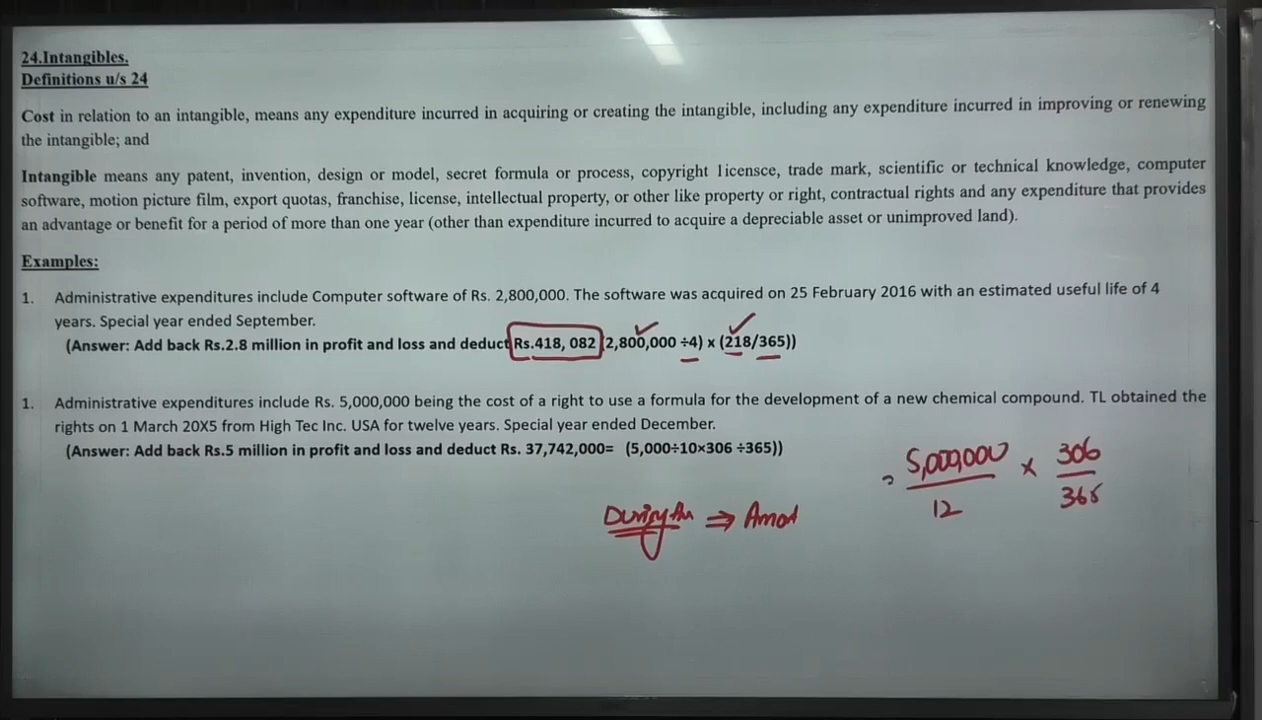 24.Intangibles.
Definitions u/s 24
Cost in relation to an intangible, means any expenditure incurred in acquiring or creating the intangible, including any expenditure incurred in improving or renewing
the intangible; and
Intangible means any patent, invention, design or model, secret formula or process, copyright licensce, trade mark, scientific or technical knowledge, computer
software, motion picture film, export quotas, franchise, license, intellectual property, or other like property or right, contractual rights and any expenditure that provides
an advantage or benefit for a period of more than one year (other than expenditure incurred to acquire a depreciable asset or unimproved land).
Examples:
1. Administrative expenditures include Computer software of Rs. 2,800,000. The software was acquired on 25 February 2016 with an estimated useful life of 4
years. Special year ended September.
(Answer: Add back Rs.2.8 million in profit and loss and deduct Rs.418, 082 (2,800,000 ÷4) x (218/365))
1. Administrative expenditures include Rs. 5,000,000 being the cost of a right to use a formula for the development of a new chemical compound. TL obtained the
rights on 1 March 20X5 from High Tec Inc. USA for twelve years. Special year ended December.
(Answer: Add back Rs.5 million in profit and loss and deduct Rs. 37,742,000= (5,000÷10×306 ÷365))
5,000,000 × 306
12 365
⇒ Amort